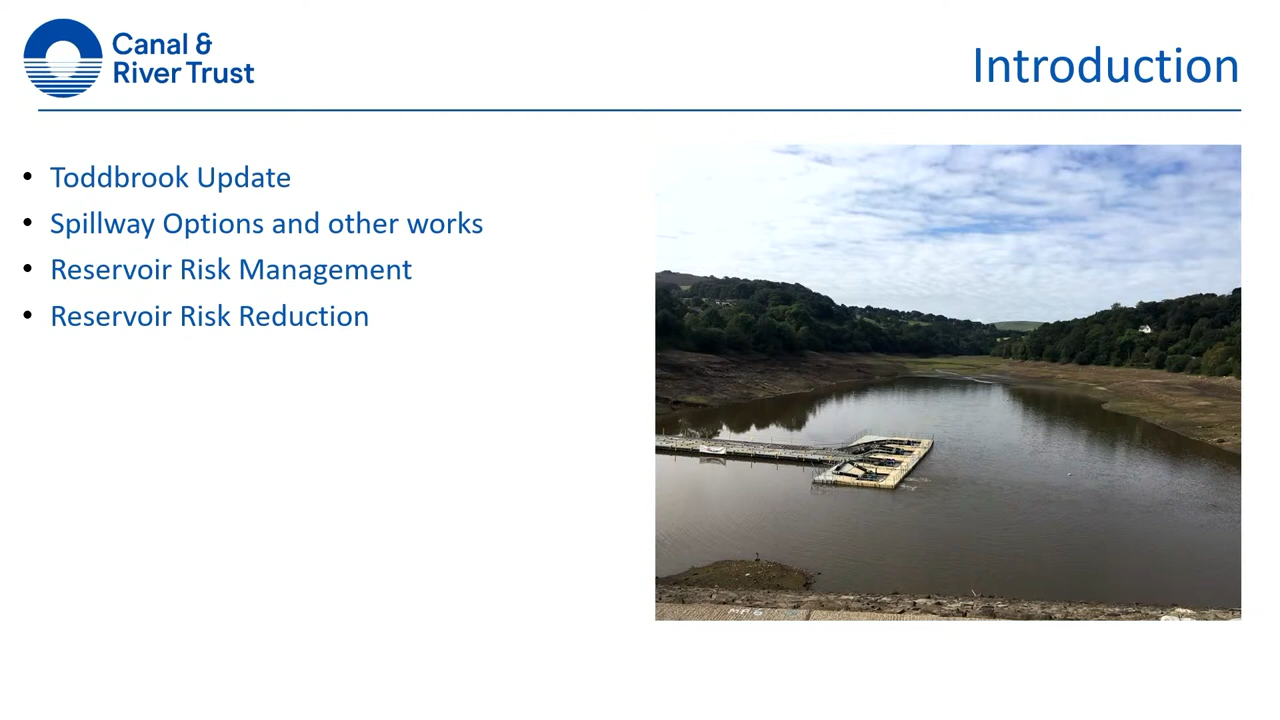 Canal &
River Trust
Introduction
• Toddbrook Update
• Spillway Options and other works
• Reservoir Risk Management
• Reservoir Risk Reduction